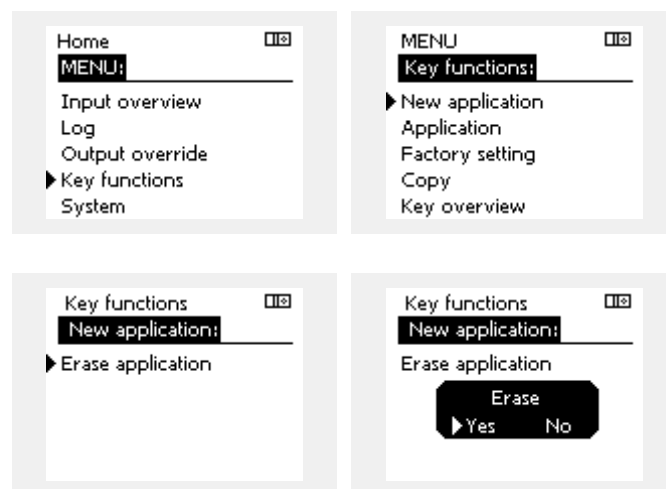 Home
MENU:
Input overview
Log
Output override
Key functions
System
MENU
Key functions:
New application
Application
Factory setting
Copy
Key overview
Key functions
New application:
Erase application
Key functions
New application:
Erase application
Erase
Yes No